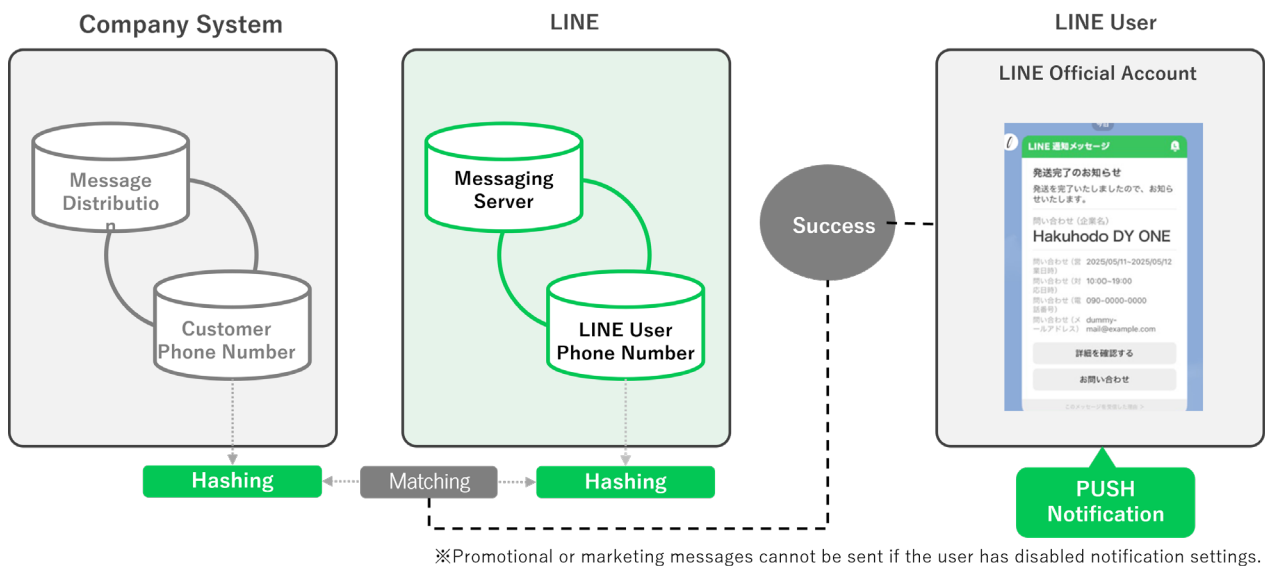 Company System
LINE
LINE User
Message
Distributio
n
Customer
Phone Number
Messaging
Server
LINE User
Phone Number
Success
LINE Official Account
LINE 通知メッセージ
発送完了のお知らせ
発送を完了いたしましたので、お知ら
せいたします。
問い合わせ (企業名)
Hakuhodo DY ONE
問い合わせ (営 2025/05/11~2025/05/12
業日時)
問い合わせ (対 10:00~19:00
応日時)
問い合わせ (電 090-0000-0000
話番号)
問い合わせ (メ dummy-
ールアドレス) mail@example.com
詳細を確認する
お問い合わせ
Hashing
Matching
Hashing
PUSH
Notification
※Promotional or marketing messages cannot be sent if the user has disabled notification settings.